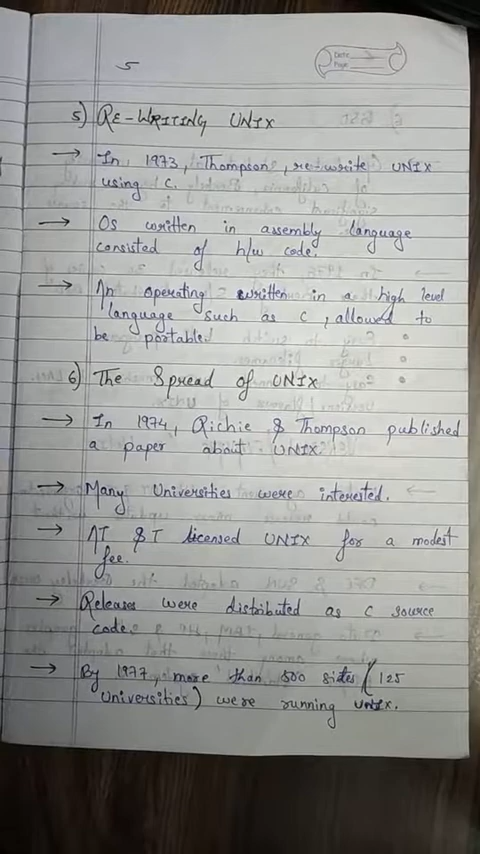 5
Date
Page
5) RE-WRITING UNIX
→ In 1973, Thompson, re-write UNIX
using C.
→ OS written in assembly language
consisted of h/w code.
→ An operating written in a high level
language such as C, allowed to
be portable.
6) The Spread of UNIX
→ In 1974, Richie & Thompson published
a paper about UNIX
→ Many Universities were interested.
→ AT & T licensed UNIX for a modest
fee.
→ Releases were distributed as C source
code.
→ By 1977, more than 500 sites (125
Universities) were running UNIX.